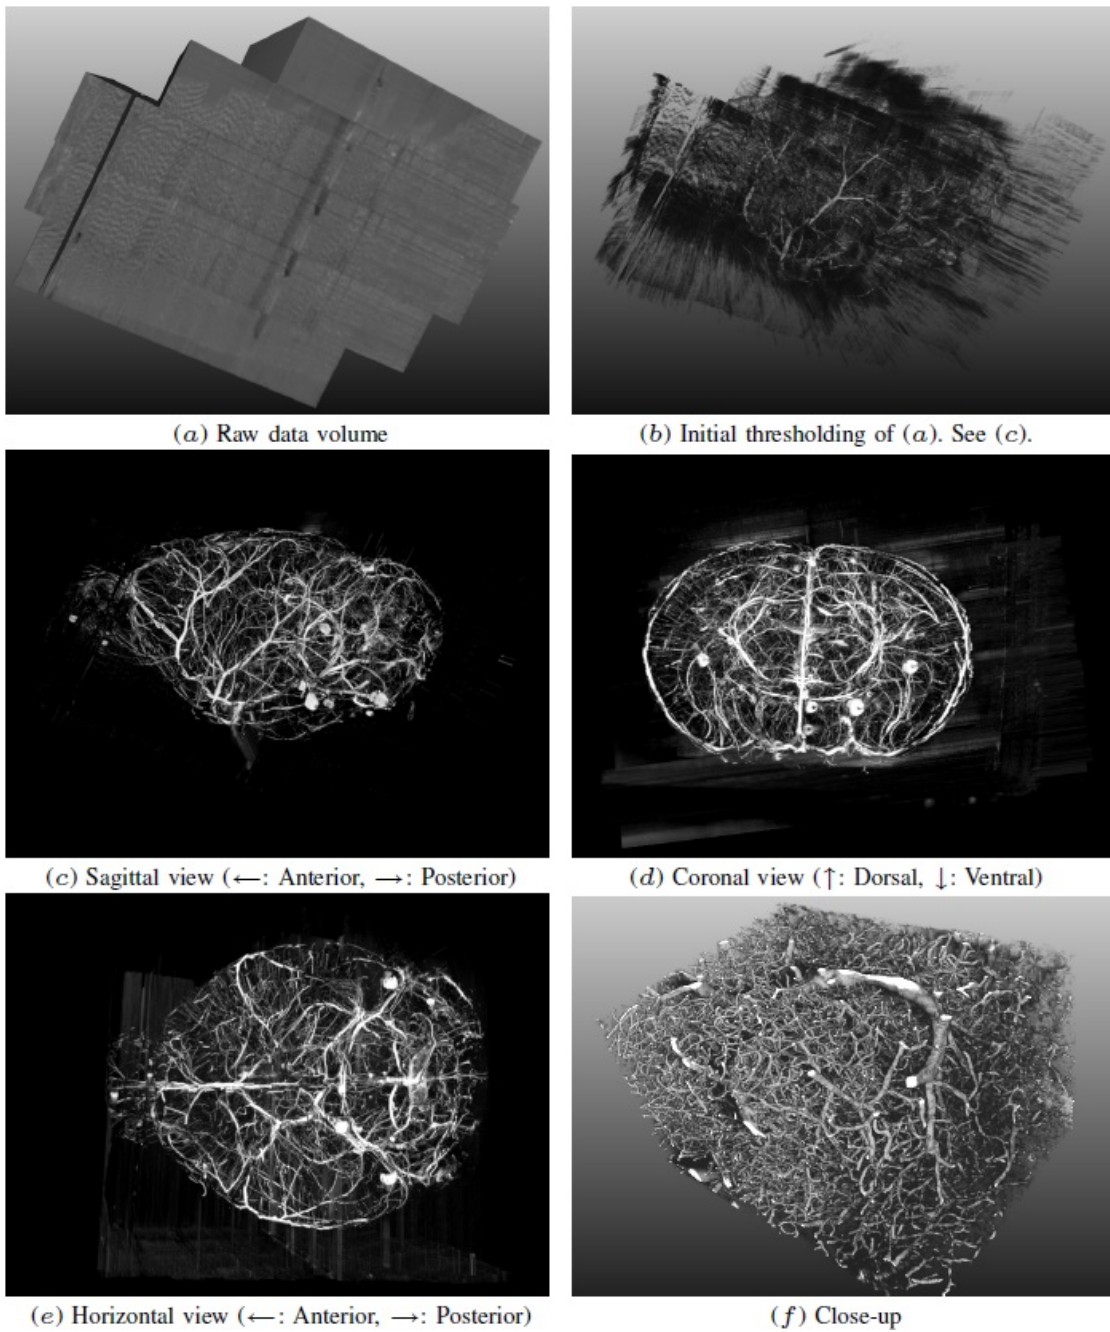 (a) Raw data volume
(b) Initial thresholding of (a). See (c).
(c) Sagittal view (←: Anterior, →: Posterior)
(d) Coronal view (↑: Dorsal, ↓: Ventral)
(e) Horizontal view (←: Anterior, →: Posterior)
(f) Close-up